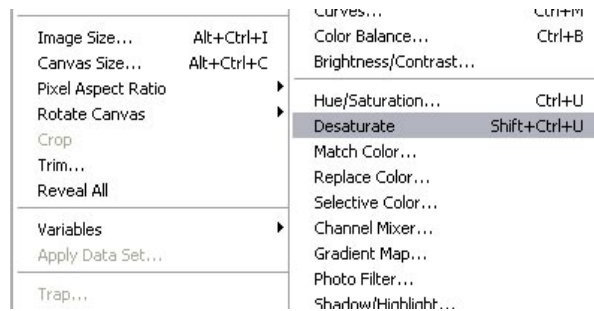 Image Size... Alt+Ctrl+I
Canvas Size... Alt+Ctrl+C
Pixel Aspect Ratio
Rotate Canvas
Crop
Trim...
Reveal All
Variables
Apply Data Set...
Trap...
Curves... Ctrl+M
Color Balance... Ctrl+B
Brightness/Contrast...
Hue/Saturation... Ctrl+U
Desaturate Shift+Ctrl+U
Match Color...
Replace Color...
Selective Color...
Channel Mixer...
Gradient Map...
Photo Filter...
Shadow/Highlight...